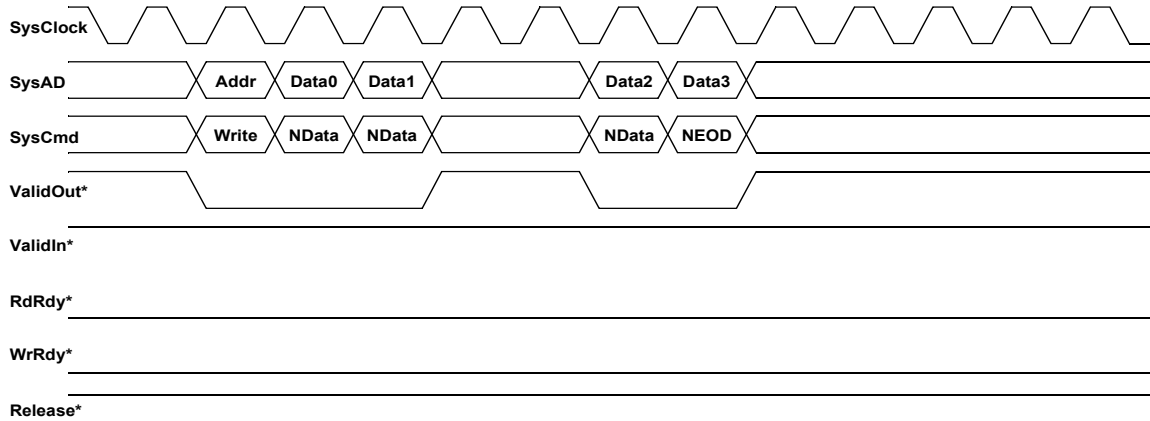 SysClock
SysAD Addr Data0 Data1 Data2 Data3
SysCmd Write NData NData NData NEOD
ValidOut*
ValidIn*
RdRdy*
WrRdy*
Release*